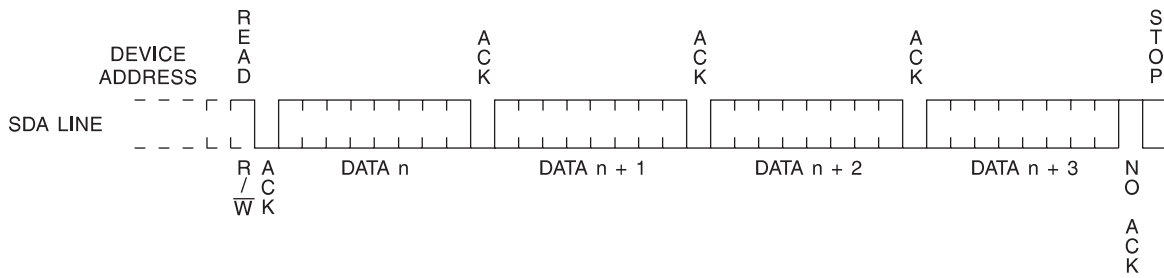 READ
ACK
ACK
ACK
STOP
DEVICE
ADDRESS
SDA LINE
R/W
ACK
DATA n
DATA n + 1
DATA n + 2
DATA n + 3
NO ACK